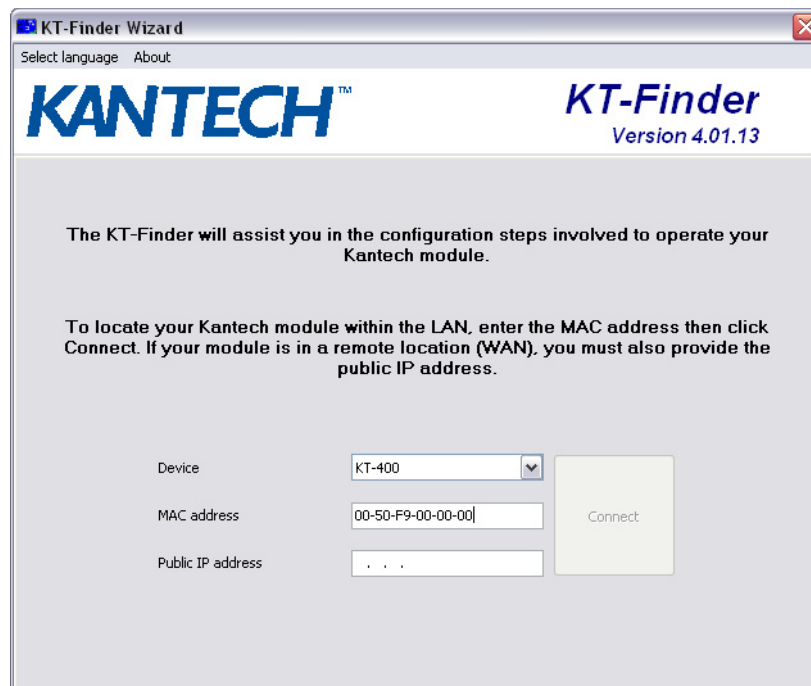 KT-Finder Wizard
Select language About
KANTECH™
KT-Finder
Version 4.01.13
The KT-Finder will assist you in the configuration steps involved to operate your
Kantech module.
To locate your Kantech module within the LAN, enter the MAC address then click
Connect. If your module is in a remote location (WAN), you must also provide the
public IP address.
Device KT-400
MAC address 00-50-F9-00-00-00
Connect
Public IP address . . .